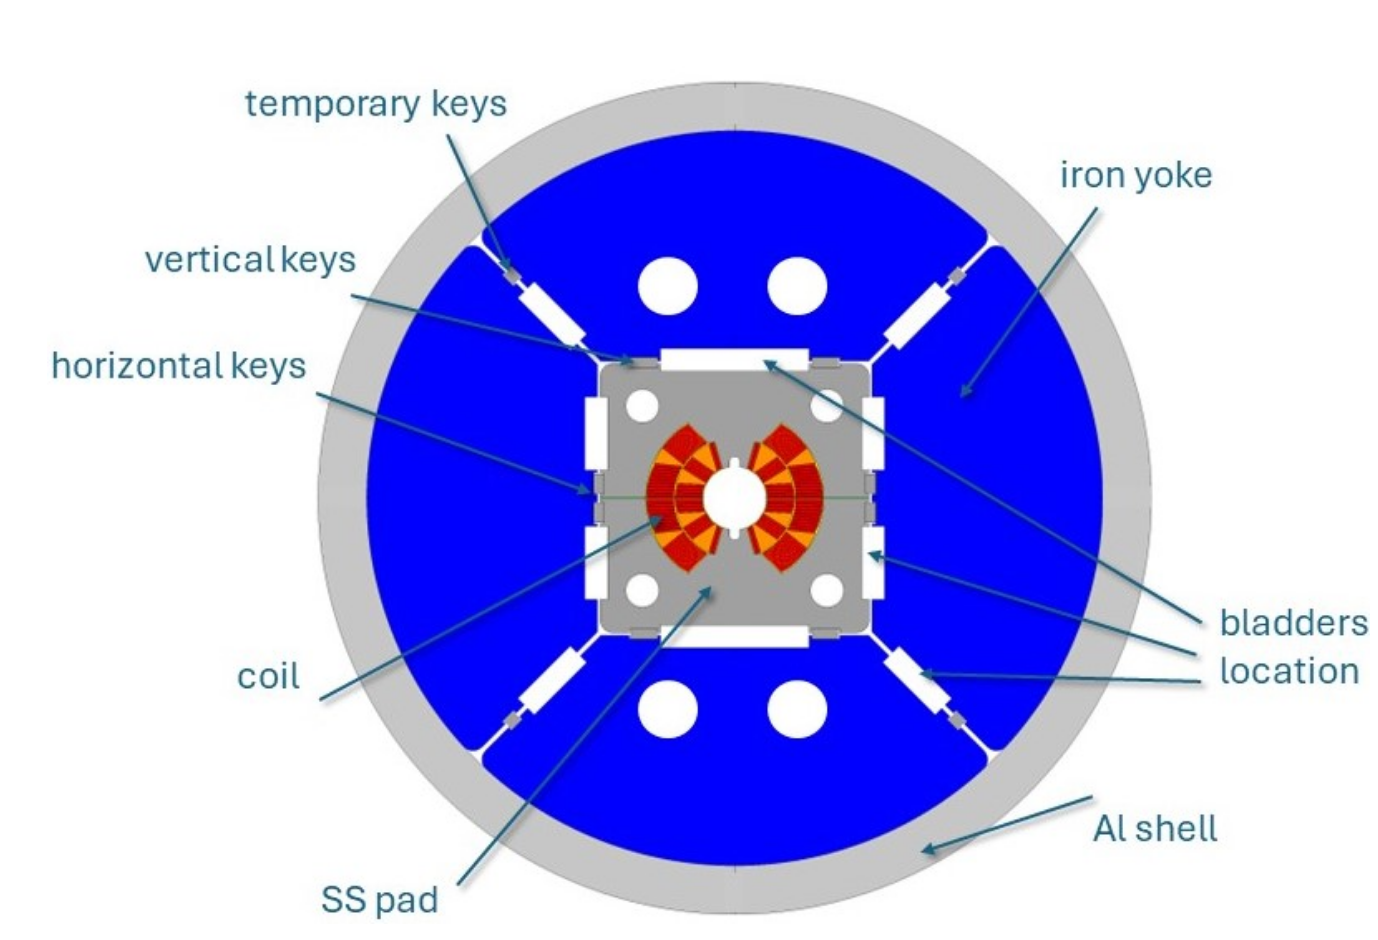 temporary keys
iron yoke
vertical keys
horizontal keys
bladders
location
coil
Al shell
SS pad